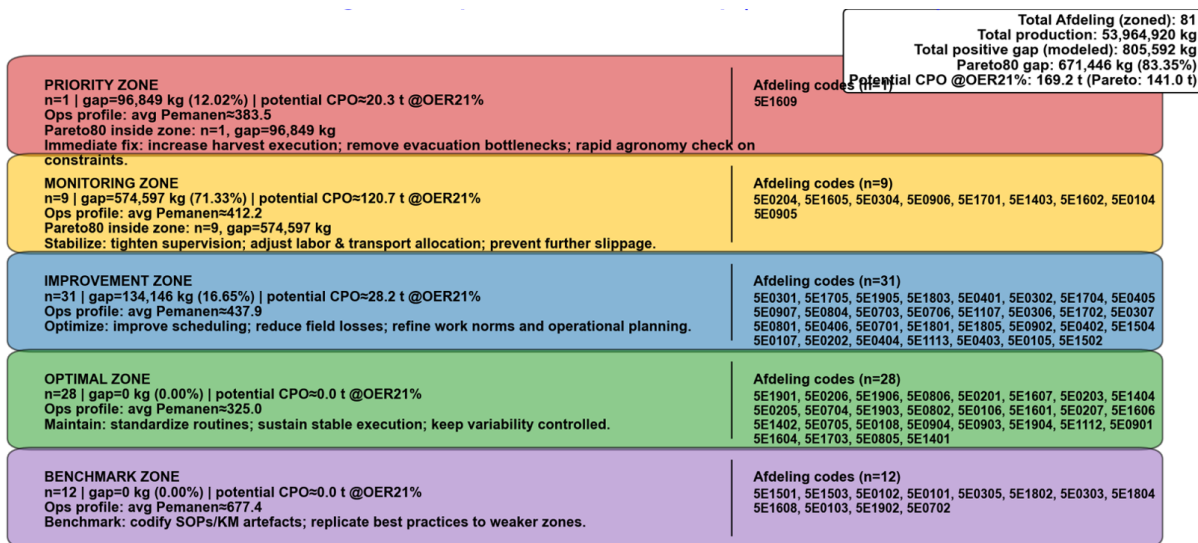 Total Afdeling (zoned): 81
Total production: 53,964,920 kg
Total positive gap (modeled): 805,592 kg
Pareto80 gap: 671,446 kg (83.35%)
Potential CPO @OER21%: 169.2 t (Pareto: 141.0 t)
PRIORITY ZONE
n=1 | gap=96,849 kg (12.02%) | potential CPO≈20.3 t @OER21%
Ops profile: avg Pemanen≈383.5
Pareto80 inside zone: n=1, gap=96,849 kg
Immediate fix: increase harvest execution; remove evacuation bottlenecks; rapid agronomy check on
constraints.
Afdeling codes (n=1)
5E1609
MONITORING ZONE
n=9 | gap=574,597 kg (71.33%) | potential CPO≈120.7 t @OER21%
Ops profile: avg Pemanen≈412.2
Pareto80 inside zone: n=9, gap=574,597 kg
Stabilize: tighten supervision; adjust labor & transport allocation; prevent further slippage.
Afdeling codes (n=9)
5E0204, 5E1605, 5E0304, 5E0906, 5E1701, 5E1403, 5E1602, 5E0104
5E0905
IMPROVEMENT ZONE
n=31 | gap=134,146 kg (16.65%) | potential CPO≈28.2 t @OER21%
Ops profile: avg Pemanen≈437.9
Optimize: improve scheduling; reduce field losses; refine work norms and operational planning.
Afdeling codes (n=31)
5E0301, 5E1705, 5E1905, 5E1803, 5E0401, 5E0302, 5E1704, 5E0405
5E0907, 5E0804, 5E0703, 5E0706, 5E1107, 5E0306, 5E1702, 5E0307
5E0801, 5E0406, 5E0701, 5E1801, 5E1805, 5E0902, 5E0402, 5E1504
5E0107, 5E0202, 5E0404, 5E1113, 5E0403, 5E0105, 5E1502
OPTIMAL ZONE
n=28 | gap=0 kg (0.00%) | potential CPO≈0.0 t @OER21%
Ops profile: avg Pemanen≈325.0
Maintain: standardize routines; sustain stable execution; keep variability controlled.
Afdeling codes (n=28)
5E1901, 5E0206, 5E1906, 5E0806, 5E0201, 5E1607, 5E0203, 5E1404
5E0205, 5E0704, 5E1903, 5E0802, 5E0106, 5E1601, 5E0207, 5E1606
5E1402, 5E0705, 5E0108, 5E0904, 5E0903, 5E1904, 5E1112, 5E0901
5E1604, 5E1703, 5E0805, 5E1401
BENCHMARK ZONE
n=12 | gap=0 kg (0.00%) | potential CPO≈0.0 t @OER21%
Ops profile: avg Pemanen≈677.4
Benchmark: codify SOPs/KM artefacts; replicate best practices to weaker zones.
Afdeling codes (n=12)
5E1501, 5E1503, 5E0102, 5E0101, 5E0305, 5E1802, 5E0303, 5E1804
5E1608, 5E0103, 5E1902, 5E0702